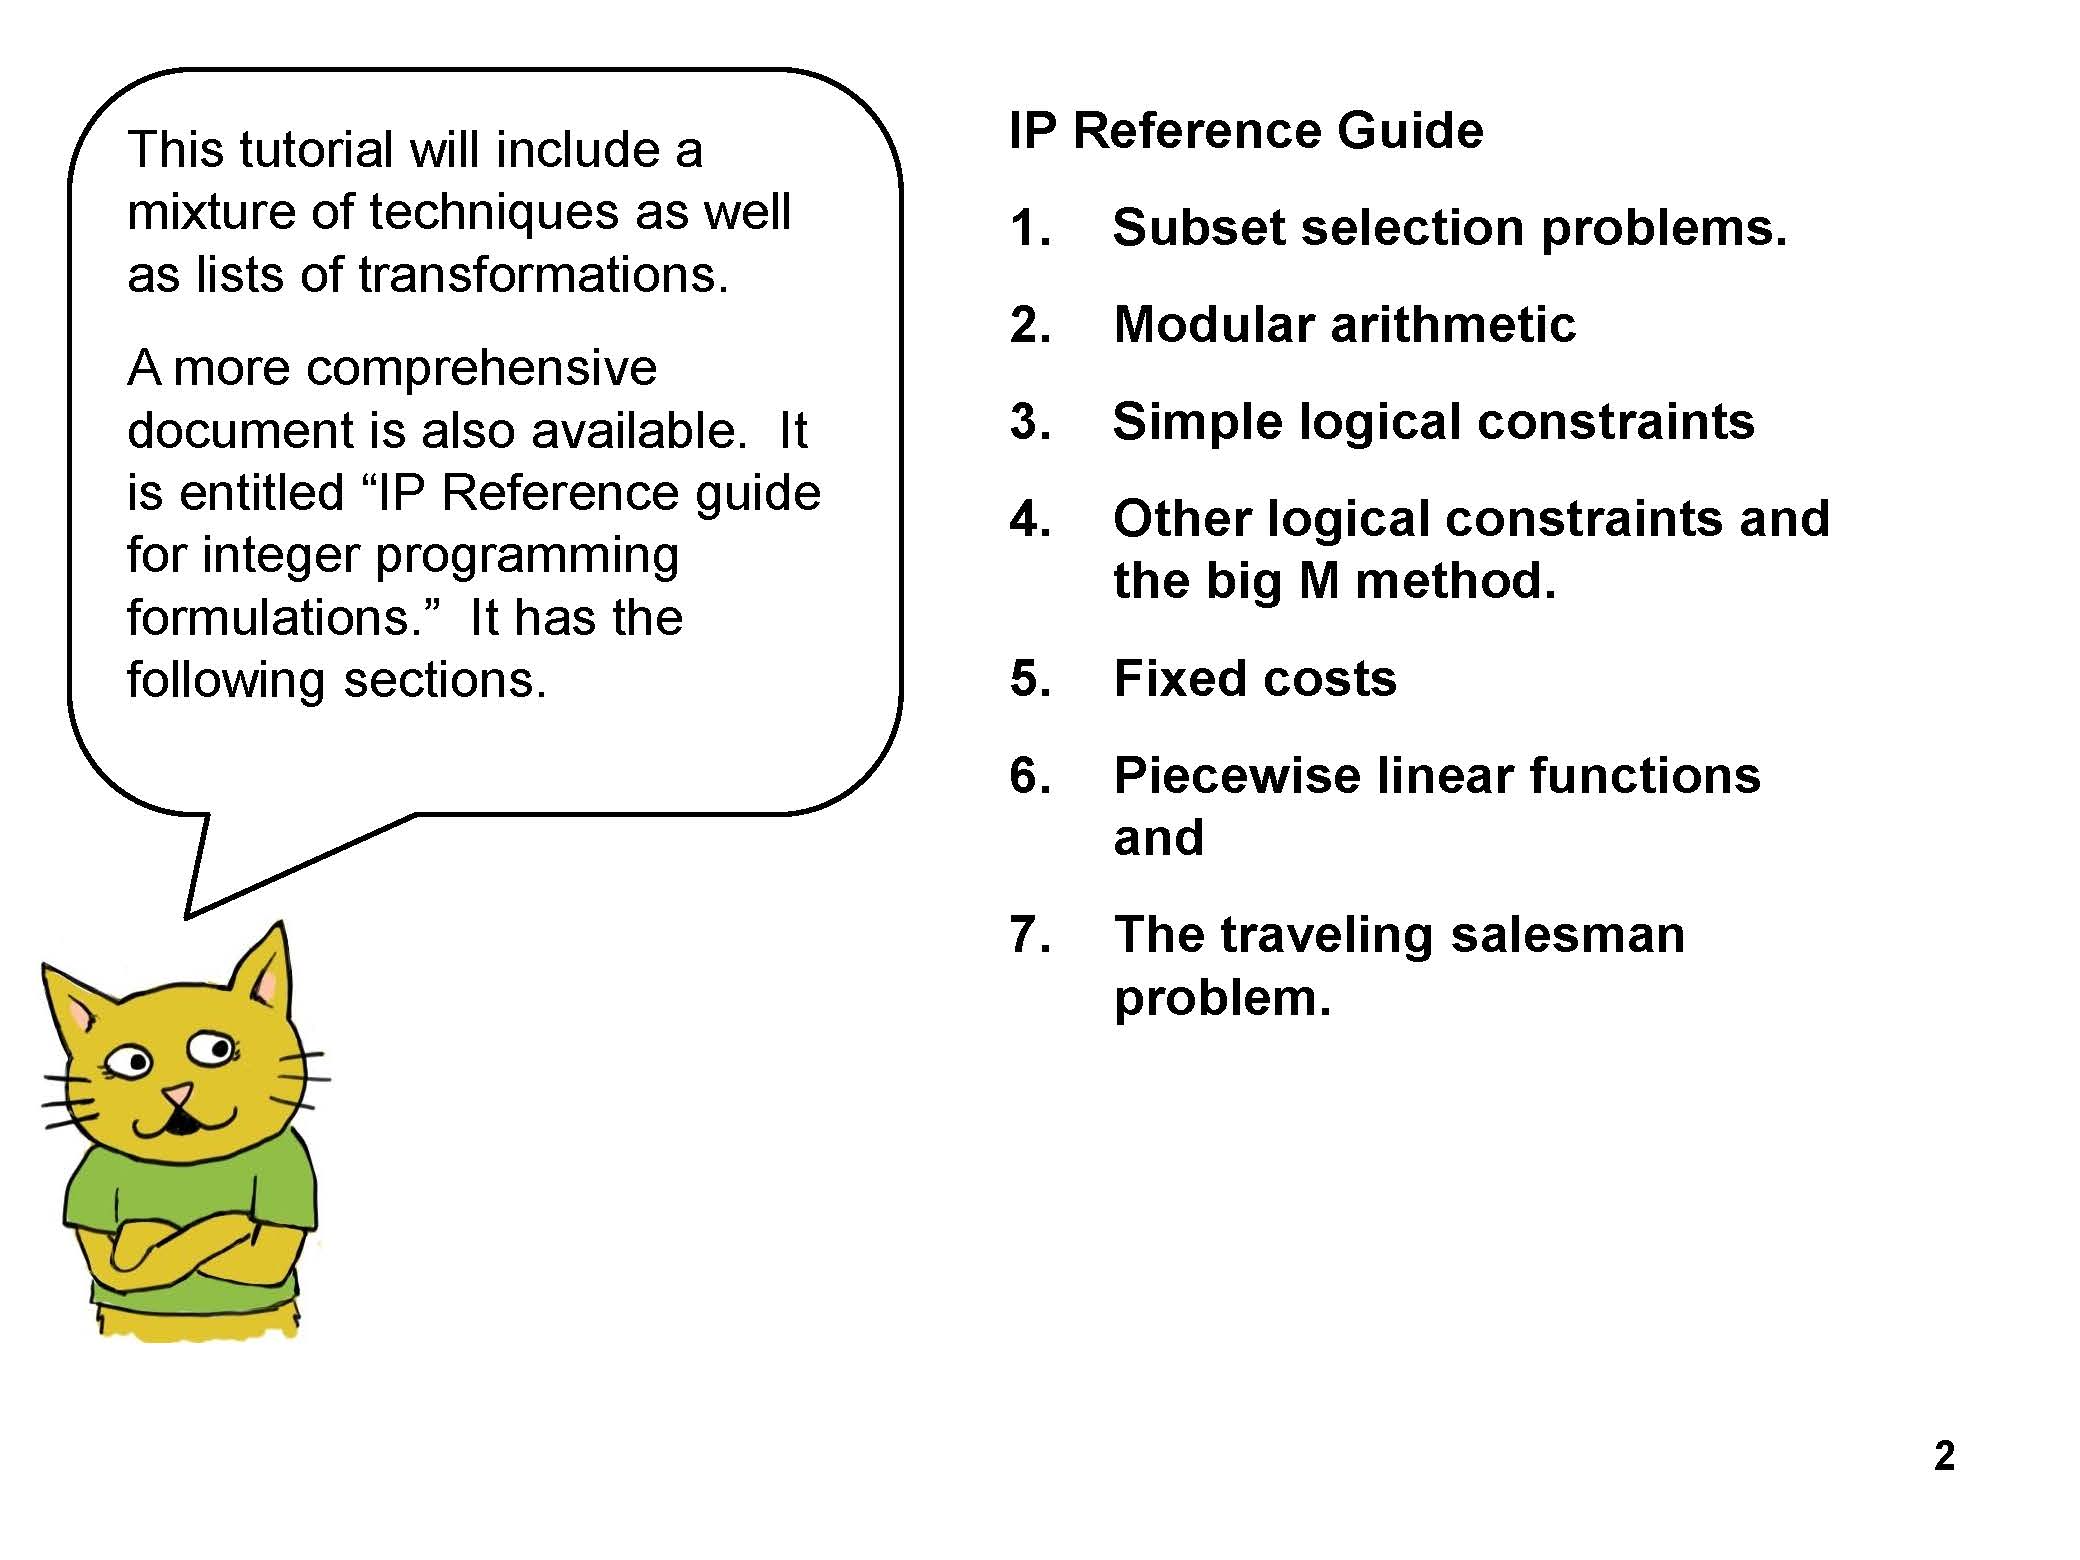 This tutorial will include a
mixture of techniques as well
as lists of transformations.
A more comprehensive
document is also available.  It
is entitled “IP Reference guide
for integer programming
formulations.”  It has the
following sections.
IP Reference Guide
1. Subset selection problems.
2. Modular arithmetic
3. Simple logical constraints
4. Other logical constraints and
the big M method.
5. Fixed costs
6. Piecewise linear functions
and
7. The traveling salesman
problem.
2